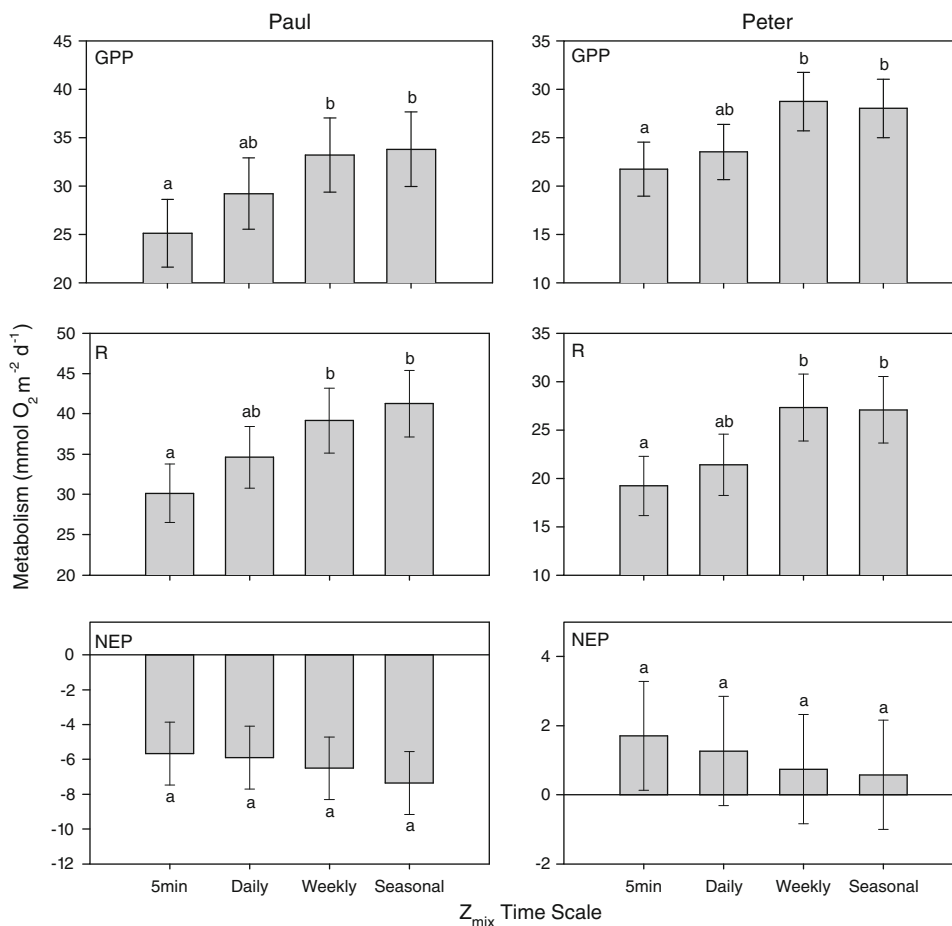 Paul
Peter
GPP
45
40
35
30
25
20
a
ab
b
b
GPP
35
30
25
20
15
10
a
ab
b
b
Metabolism (mmol O₂ m⁻² d⁻¹)
R
50
45
40
35
30
25
20
a
ab
b
b
R
35
30
25
20
15
10
a
ab
b
b
NEP
0
-2
-4
-6
-8
-10
-12
a
a
a
a
5min Daily Weekly Seasonal
NEP
4
2
0
-2
a
a
a
a
5min Daily Weekly Seasonal
Zmix Time Scale